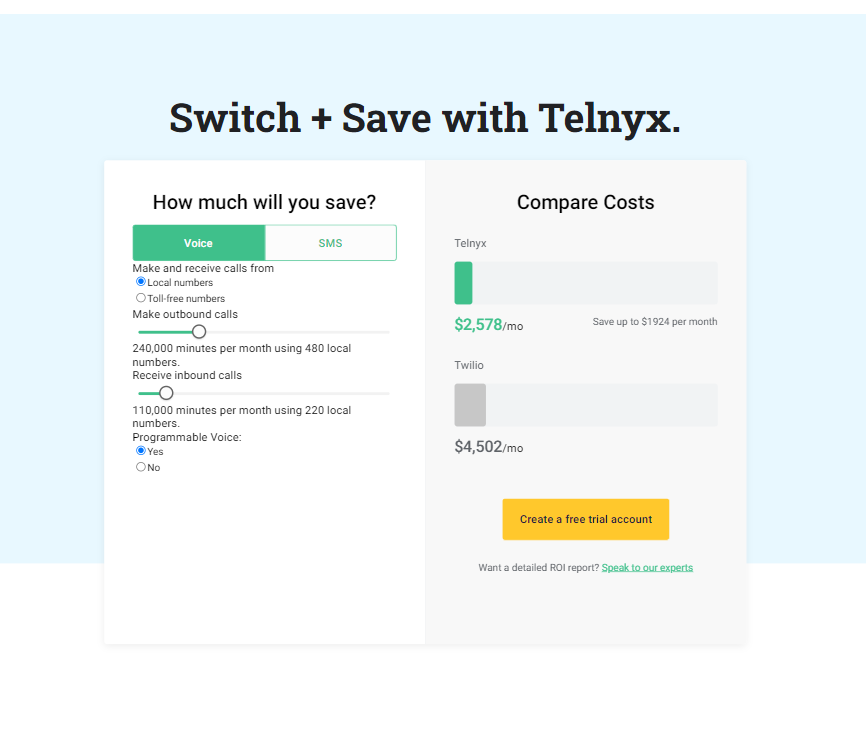 Switch + Save with Telnyx.
How much will you save?
Voice
SMS
Make and receive calls from
Local numbers
Toll-free numbers
Make outbound calls
240,000 minutes per month using 480 local
numbers.
Receive inbound calls
110,000 minutes per month using 220 local
numbers.
Programmable Voice:
Yes
No
Compare Costs
Telnyx
$2,578/mo
Save up to $1924 per month
Twilio
$4,502/mo
Create a free trial account
Want a detailed ROI report? Speak to our experts